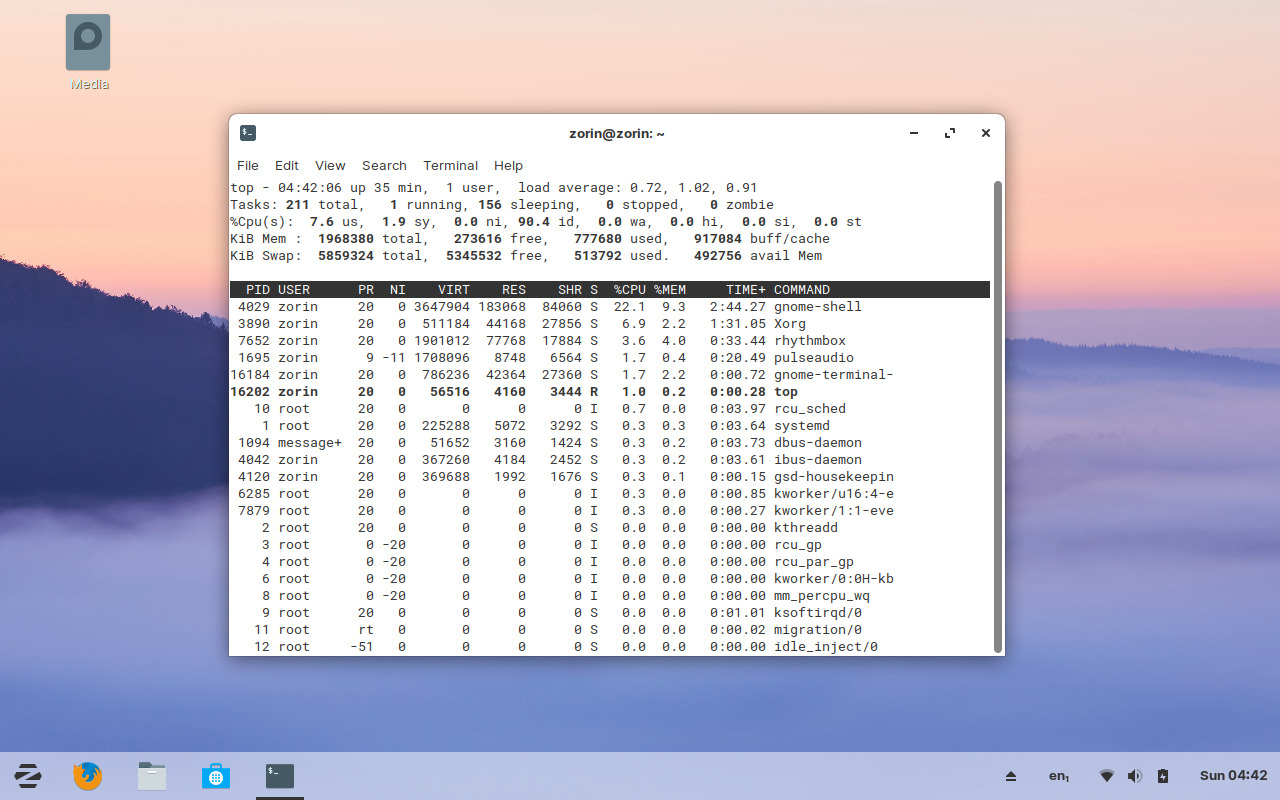 Media
zorin@zorin: ~
File Edit View Search Terminal Help
top - 04:42:06 up 35 min,  1 user,  load average: 0.72, 1.02, 0.91
Tasks: 211 total,   1 running, 156 sleeping,   0 stopped,   0 zombie
%Cpu(s):  7.6 us,  1.9 sy,  0.0 ni, 90.4 id,  0.0 wa,  0.0 hi,  0.0 si,  0.0 st
KiB Mem :  1968380 total,   273616 free,   777680 used,   917084 buff/cache
KiB Swap:  5859324 total,  5345532 free,   513792 used.   492756 avail Mem
  PID USER      PR  NI    VIRT    RES    SHR S  %CPU %MEM     TIME+ COMMAND
 4029 zorin     20   0 3647904 183068  84060 S  22.1  9.3   2:44.27 gnome-shell
 3890 zorin     20   0  511184  44168  27856 S   6.9  2.2   1:31.05 Xorg
 7652 zorin     20   0 1901012  77768  17884 S   3.6  4.0   0:33.44 rhythmbox
 1695 zorin      9 -11 1708096   8748   6564 S   1.7  0.4   0:20.49 pulseaudio
16184 zorin     20   0  786236  42364  27360 S   1.7  2.2   0:00.72 gnome-terminal-
16202 zorin     20   0   56516   4160   3444 R   1.0  0.2   0:00.28 top
   10 root      20   0       0      0      0 I   0.7  0.0   0:03.97 rcu_sched
    1 root      20   0  225288   5072   3292 S   0.3  0.3   0:03.64 systemd
 1094 message+  20   0   51652   3160   1424 S   0.3  0.2   0:03.73 dbus-daemon
 4042 zorin     20   0  367260   4184   2452 S   0.3  0.2   0:03.61 ibus-daemon
 4120 zorin     20   0  369688   1992   1676 S   0.3  0.1   0:00.15 gsd-housekeepin
 6285 root      20   0       0      0      0 I   0.3  0.0   0:00.85 kworker/u16:4-e
 7879 root      20   0       0      0      0 I   0.3  0.0   0:00.27 kworker/1:1-eve
    2 root      20   0       0      0      0 S   0.0  0.0   0:00.00 kthreadd
    3 root       0 -20       0      0      0 I   0.0  0.0   0:00.00 rcu_gp
    4 root       0 -20       0      0      0 I   0.0  0.0   0:00.00 rcu_par_gp
    6 root       0 -20       0      0      0 I   0.0  0.0   0:00.00 kworker/0:0H-kb
    8 root       0 -20       0      0      0 I   0.0  0.0   0:00.00 mm_percpu_wq
    9 root      20   0       0      0      0 S   0.0  0.0   0:01.01 ksoftirqd/0
   11 root      rt   0       0      0      0 S   0.0  0.0   0:00.02 migration/0
   12 root     -51   0       0      0      0 S   0.0  0.0   0:00.00 idle_inject/0
en₁ Sun 04:42